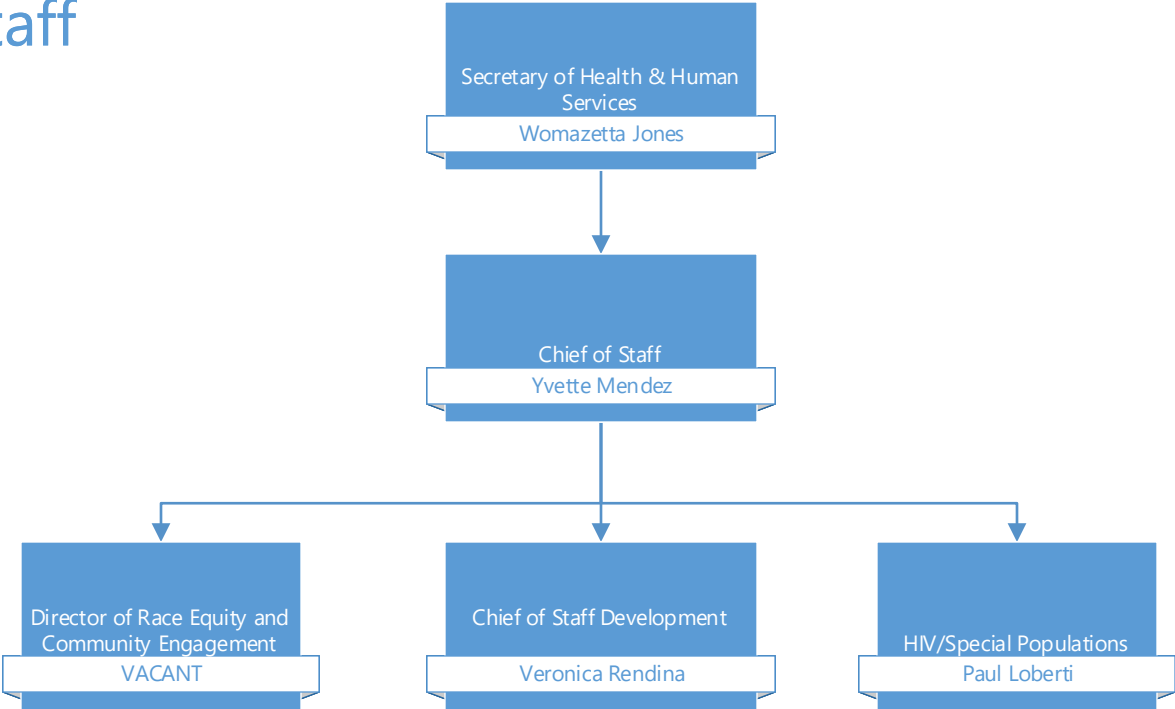 taff
Secretary of Health & Human
Services
Womazetta Jones
Chief of Staff
Yvette Mendez
Director of Race Equity and
Community Engagement
VACANT
Chief of Staff Development
Veronica Rendina
HIV/Special Populations
Paul Loberti